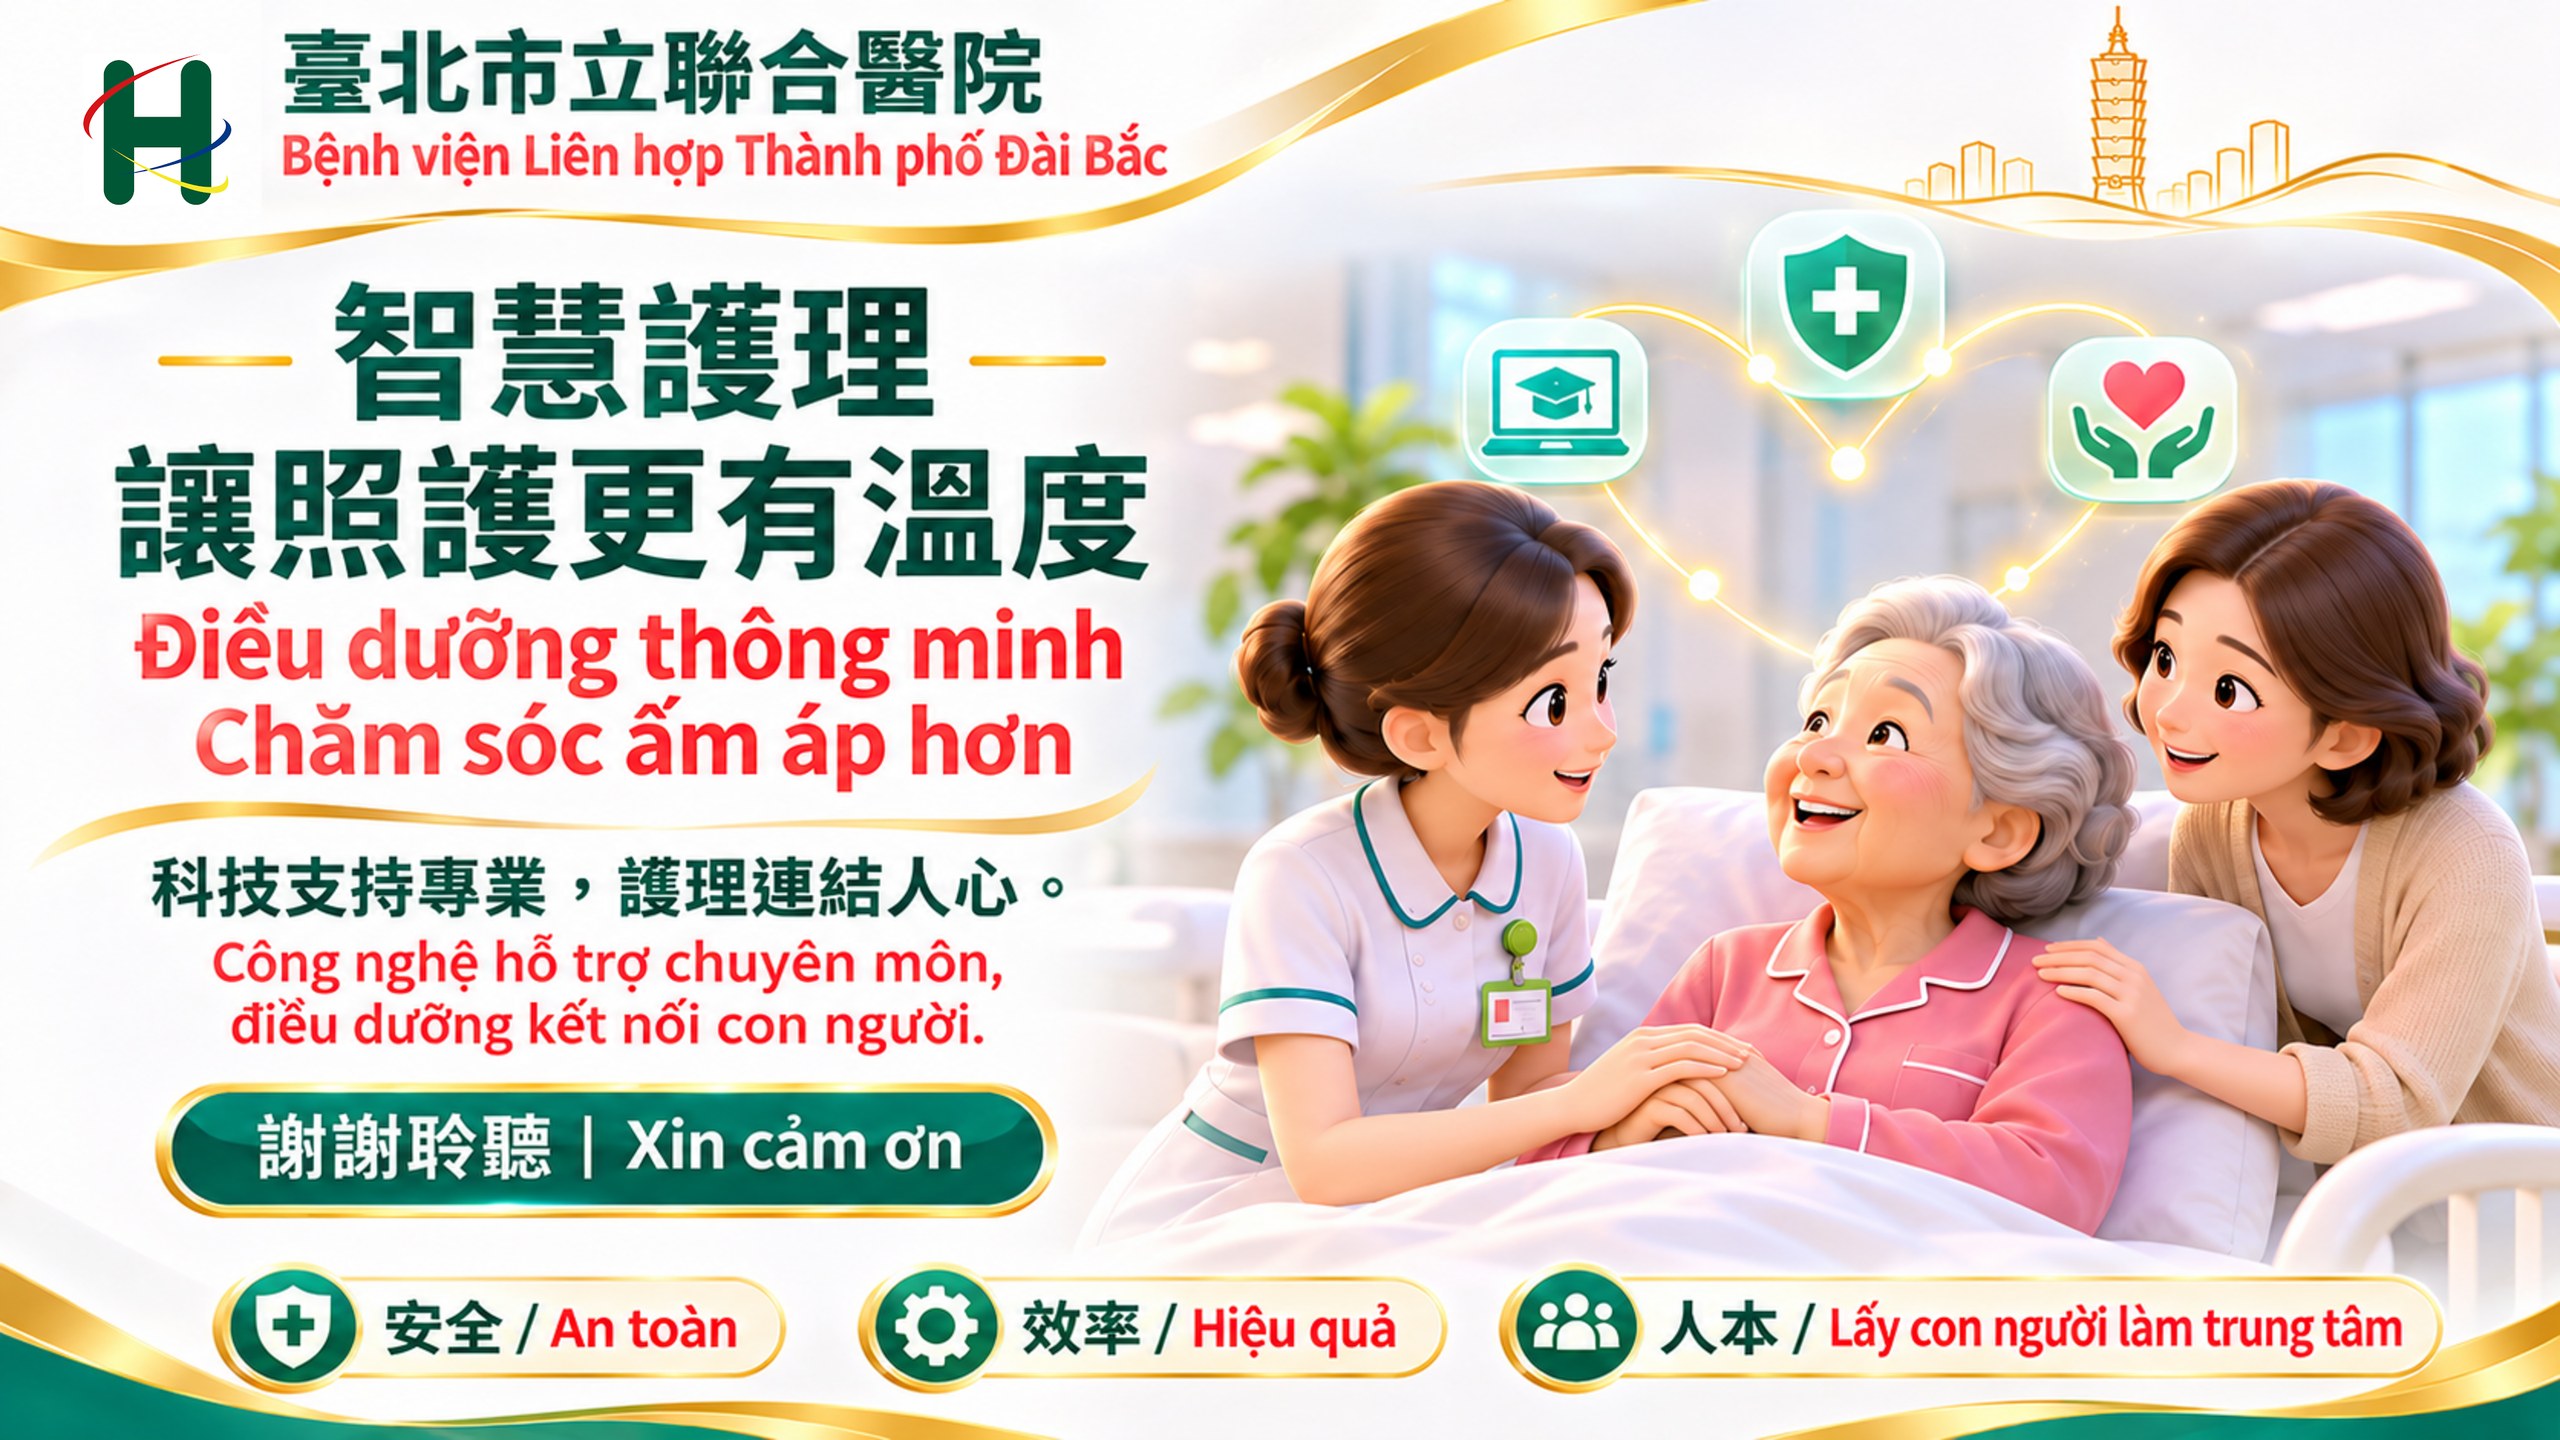 臺北市立聯合醫院
Bệnh viện Liên hợp Thành phố Đài Bắc
智慧護理
讓照護更有溫度
Điều dưỡng thông minh
Chăm sóc ấm áp hơn
科技支持專業，護理連結人心。
Công nghệ hỗ trợ chuyên môn,
điều dưỡng kết nối con người.
謝謝聆聽 | Xin cảm ơn
安全 / An toàn
效率 / Hiệu quả
人本 / Lấy con người làm trung tâm